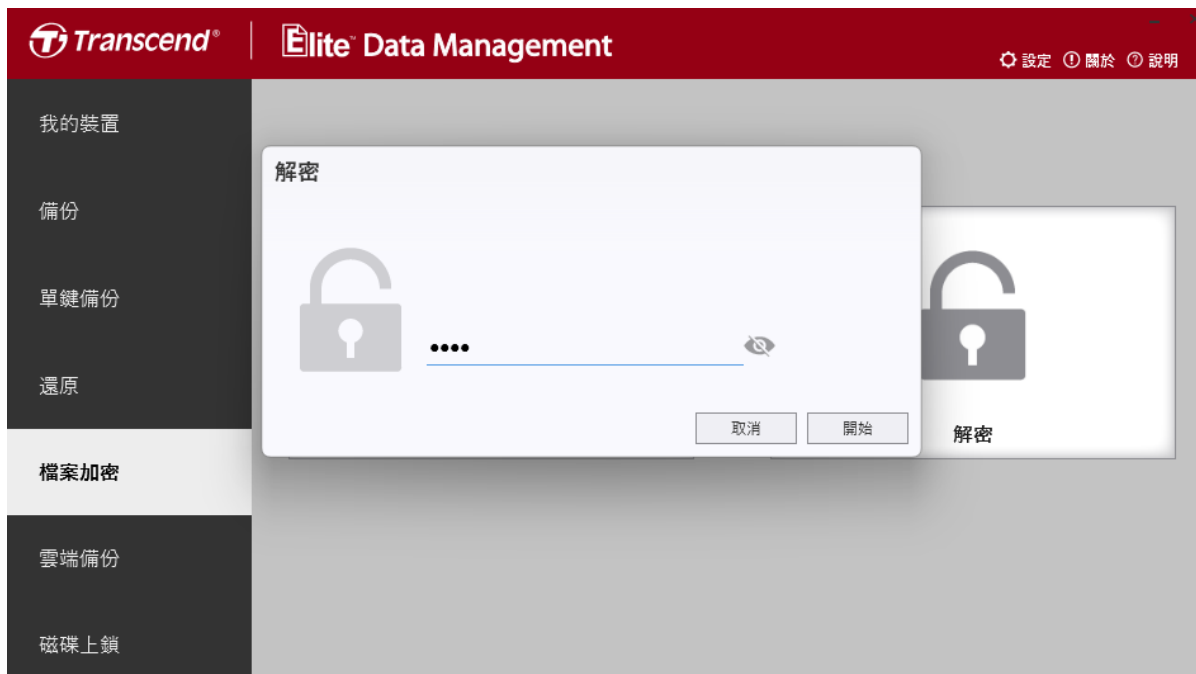 Transcend®
Elite™ Data Management
設定 關於 說明
我的裝置
備份
單鍵備份
還原
檔案加密
雲端備份
磁碟上鎖
解密
••••
取消 開始
解密